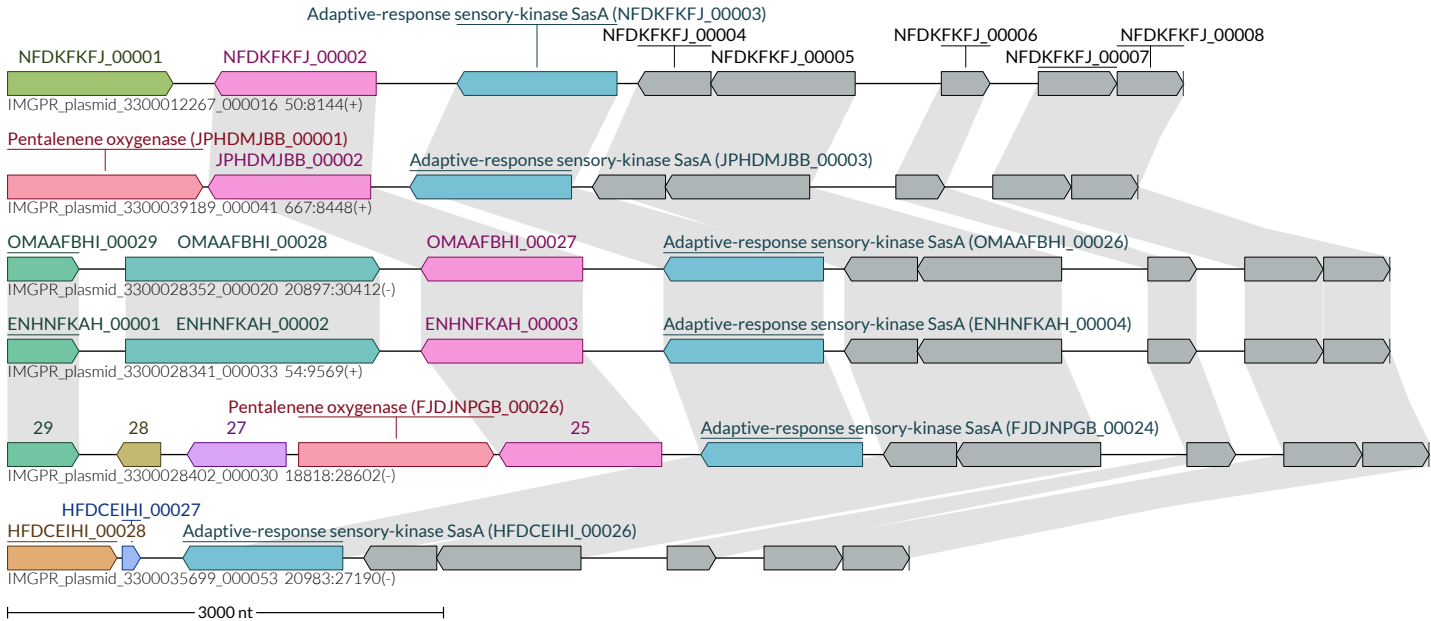 Adaptive-response sensory-kinase SasA (NFDKFKFJ_00003)
NFDKFKFJ_00004 NFDKFKFJ_00006 NFDKFKFJ_00008
NFDKFKFJ_00001 NFDKFKFJ_00002 NFDKFKFJ_00005 NFDKFKFJ_00007
IMGPR_plasmid_3300012267_000016 50:8144(+)
Pentalenene oxygenase (JPHDMJBB_00001)
JPHDMJBB_00002 Adaptive-response sensory-kinase SasA (JPHDMJBB_00003)
IMGPR_plasmid_3300039189_000041 667:8448(+)
OMAAFBHI_00029 OMAAFBHI_00028 OMAAFBHI_00027 Adaptive-response sensory-kinase SasA (OMAAFBHI_00026)
IMGPR_plasmid_3300028352_000020 20897:30412(-)
ENHNFKAH_00001 ENHNFKAH_00002 ENHNFKAH_00003 Adaptive-response sensory-kinase SasA (ENHNFKAH_00004)
IMGPR_plasmid_3300028341_000033 54:9569(+)
Pentalenene oxygenase (FJDJNPGB_00026)
29 28 27 25 Adaptive-response sensory-kinase SasA (FJDJNPGB_00024)
IMGPR_plasmid_3300028402_000030 18818:28602(-)
HFDCEIHI_00027
HFDCEIHI_00028 Adaptive-response sensory-kinase SasA (HFDCEIHI_00026)
IMGPR_plasmid_3300035699_000053 20983:27190(-)
3000 nt